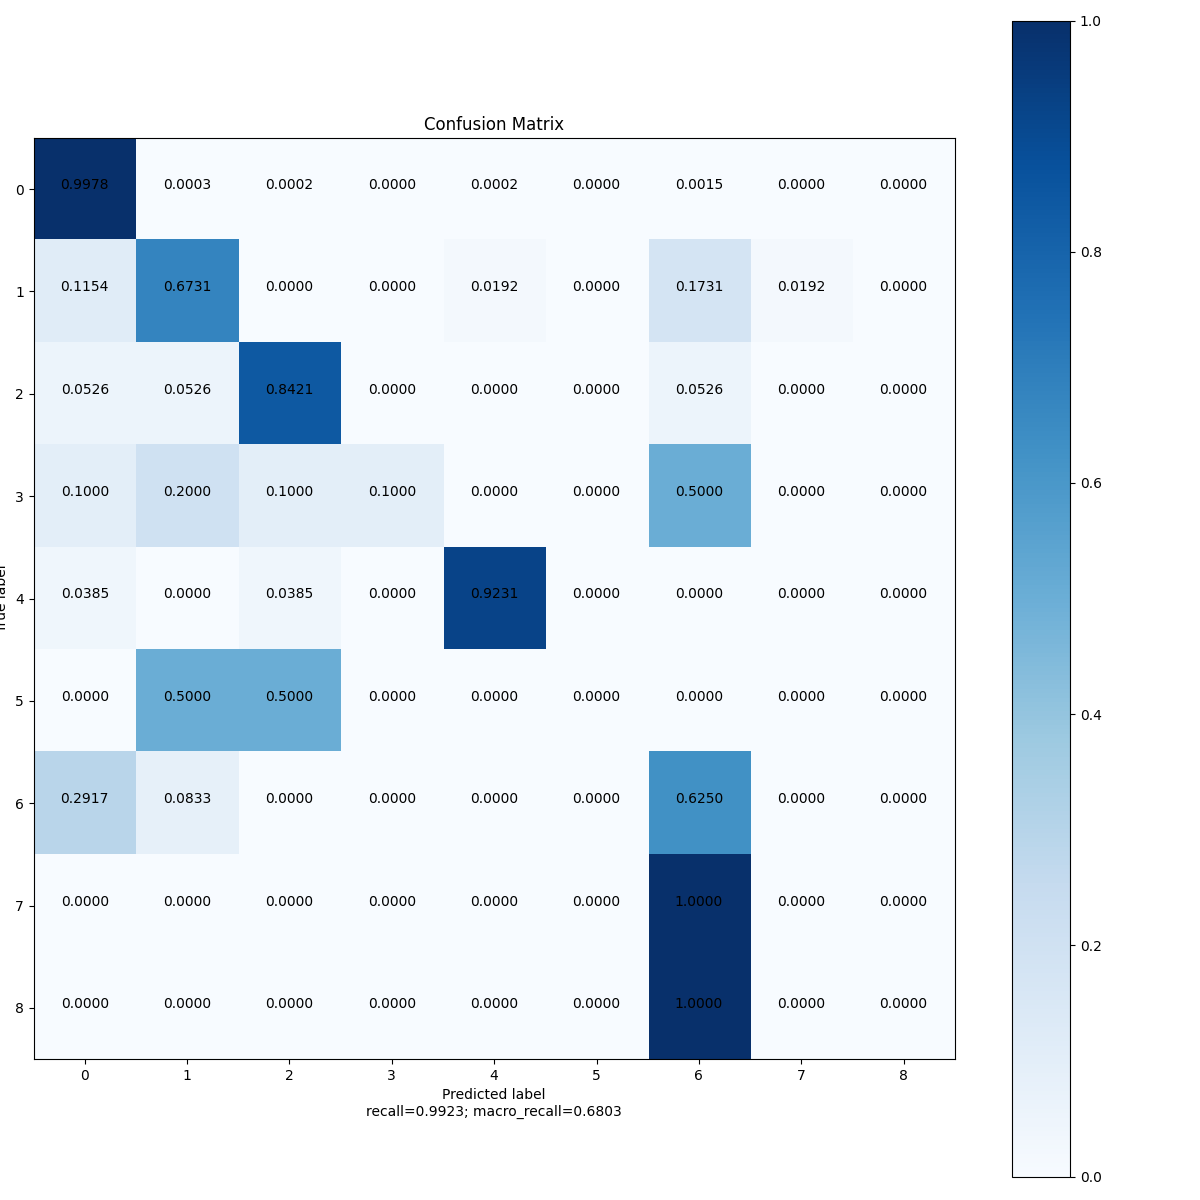 Confusion Matrix
0 0.9978 0.0003 0.0002 0.0000 0.0002 0.0000 0.0015 0.0000 0.0000
1 0.1154 0.6731 0.0000 0.0000 0.0192 0.0000 0.1731 0.0192 0.0000
2 0.0526 0.0526 0.8421 0.0000 0.0000 0.0000 0.0526 0.0000 0.0000
3 0.1000 0.2000 0.1000 0.1000 0.0000 0.0000 0.5000 0.0000 0.0000
4 0.0385 0.0000 0.0385 0.0000 0.9231 0.0000 0.0000 0.0000 0.0000
5 0.0000 0.5000 0.5000 0.0000 0.0000 0.0000 0.0000 0.0000 0.0000
6 0.2917 0.0833 0.0000 0.0000 0.0000 0.0000 0.6250 0.0000 0.0000
7 0.0000 0.0000 0.0000 0.0000 0.0000 0.0000 1.0000 0.0000 0.0000
8 0.0000 0.0000 0.0000 0.0000 0.0000 0.0000 1.0000 0.0000 0.0000
0 1 2 3 4 5 6 7 8
Predicted label
recall=0.9923; macro_recall=0.6803
1.0
0.8
0.6
0.4
0.2
0.0